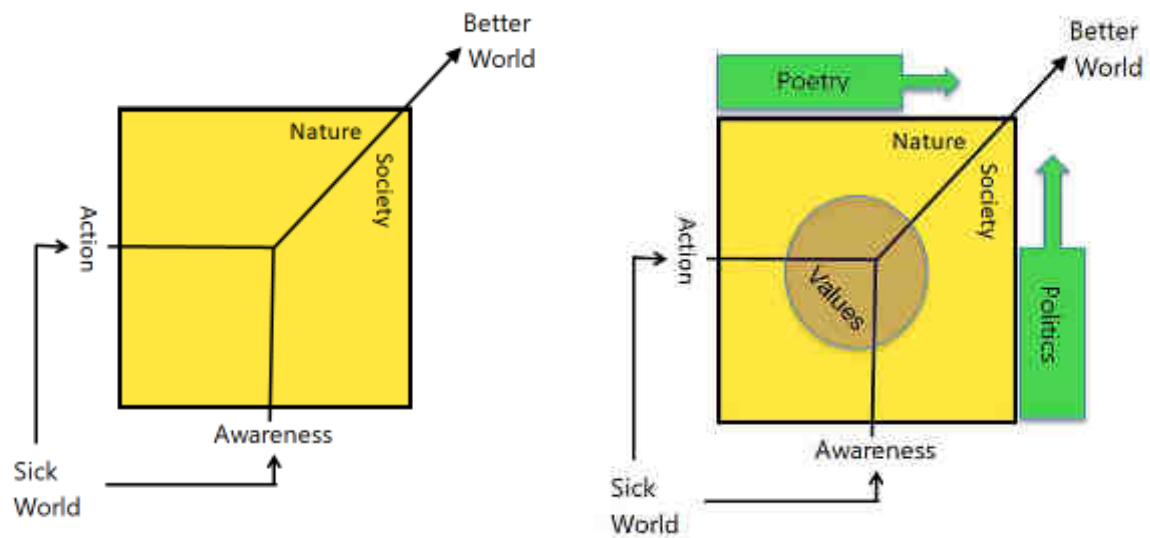 Better
World
Nature
Society
Action
Awareness
Sick
World
Better
World
Poetry
Nature
Society
Action
Values
Politics
Awareness
Sick
World